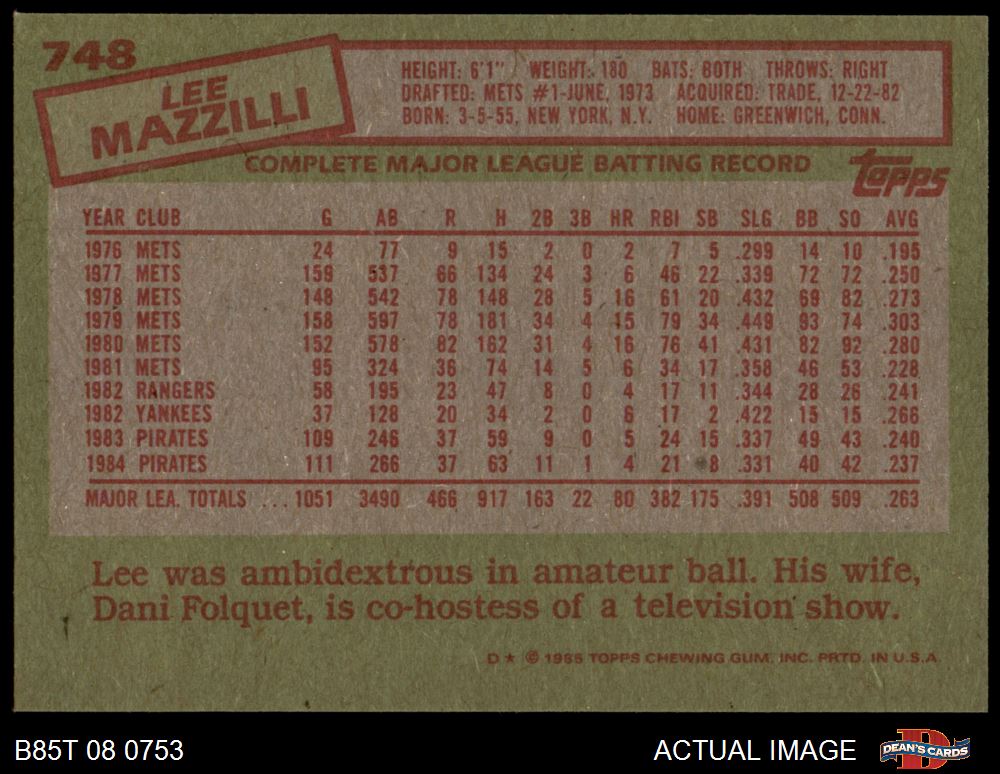 748
LEE
MAZZILLI
HEIGHT: 6'1" WEIGHT: 180 BATS: BOTH THROWS: RIGHT
DRAFTED: METS #1-JUNE, 1973 ACQUIRED: TRADE, 12-22-82
BORN: 3-5-55, NEW YORK, N.Y. HOME: GREENWICH, CONN.
COMPLETE MAJOR LEAGUE BATTING RECORD
Topps
YEAR CLUB G AB R H 2B 3B HR RBI SB SLG BB SO AVG
1976 METS 24 77 9 15 2 0 2 7 5 .299 14 10 .195
1977 METS 159 537 66 134 24 3 6 46 22 .339 72 72 .250
1978 METS 148 542 78 148 28 5 16 61 20 .432 69 82 .273
1979 METS 158 597 78 181 34 4 15 79 34 .449 93 74 .303
1980 METS 152 578 82 162 31 4 16 76 41 .431 82 92 .280
1981 METS 95 324 36 74 14 5 6 34 17 .358 46 53 .228
1982 RANGERS 58 195 23 47 8 0 4 17 11 .344 28 26 .241
1982 YANKEES 37 128 20 34 2 0 6 17 2 .422 15 15 .266
1983 PIRATES 109 246 37 59 9 0 5 24 15 .337 49 43 .240
1984 PIRATES 111 266 37 63 11 1 4 21 8 .331 40 42 .237
MAJOR LEA. TOTALS ... 1051 3490 466 917 163 22 80 382 175 .391 508 509 .263
Lee was ambidextrous in amateur ball. His wife,
Dani Folquet, is co-hostess of a television show.
D★ © 1985 TOPPS CHEWING GUM, INC. PRTD. IN U.S.A.
B85T 08 0753 ACTUAL IMAGE DEAN'S CARDS